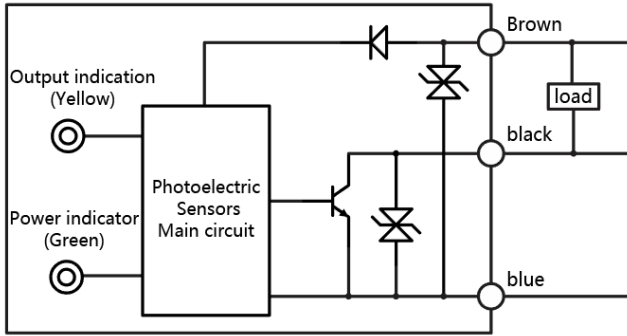 Brown
Output indication
(Yellow)
load
black
Photoelectric
Sensors
Main circuit
Power indicator
(Green)
blue